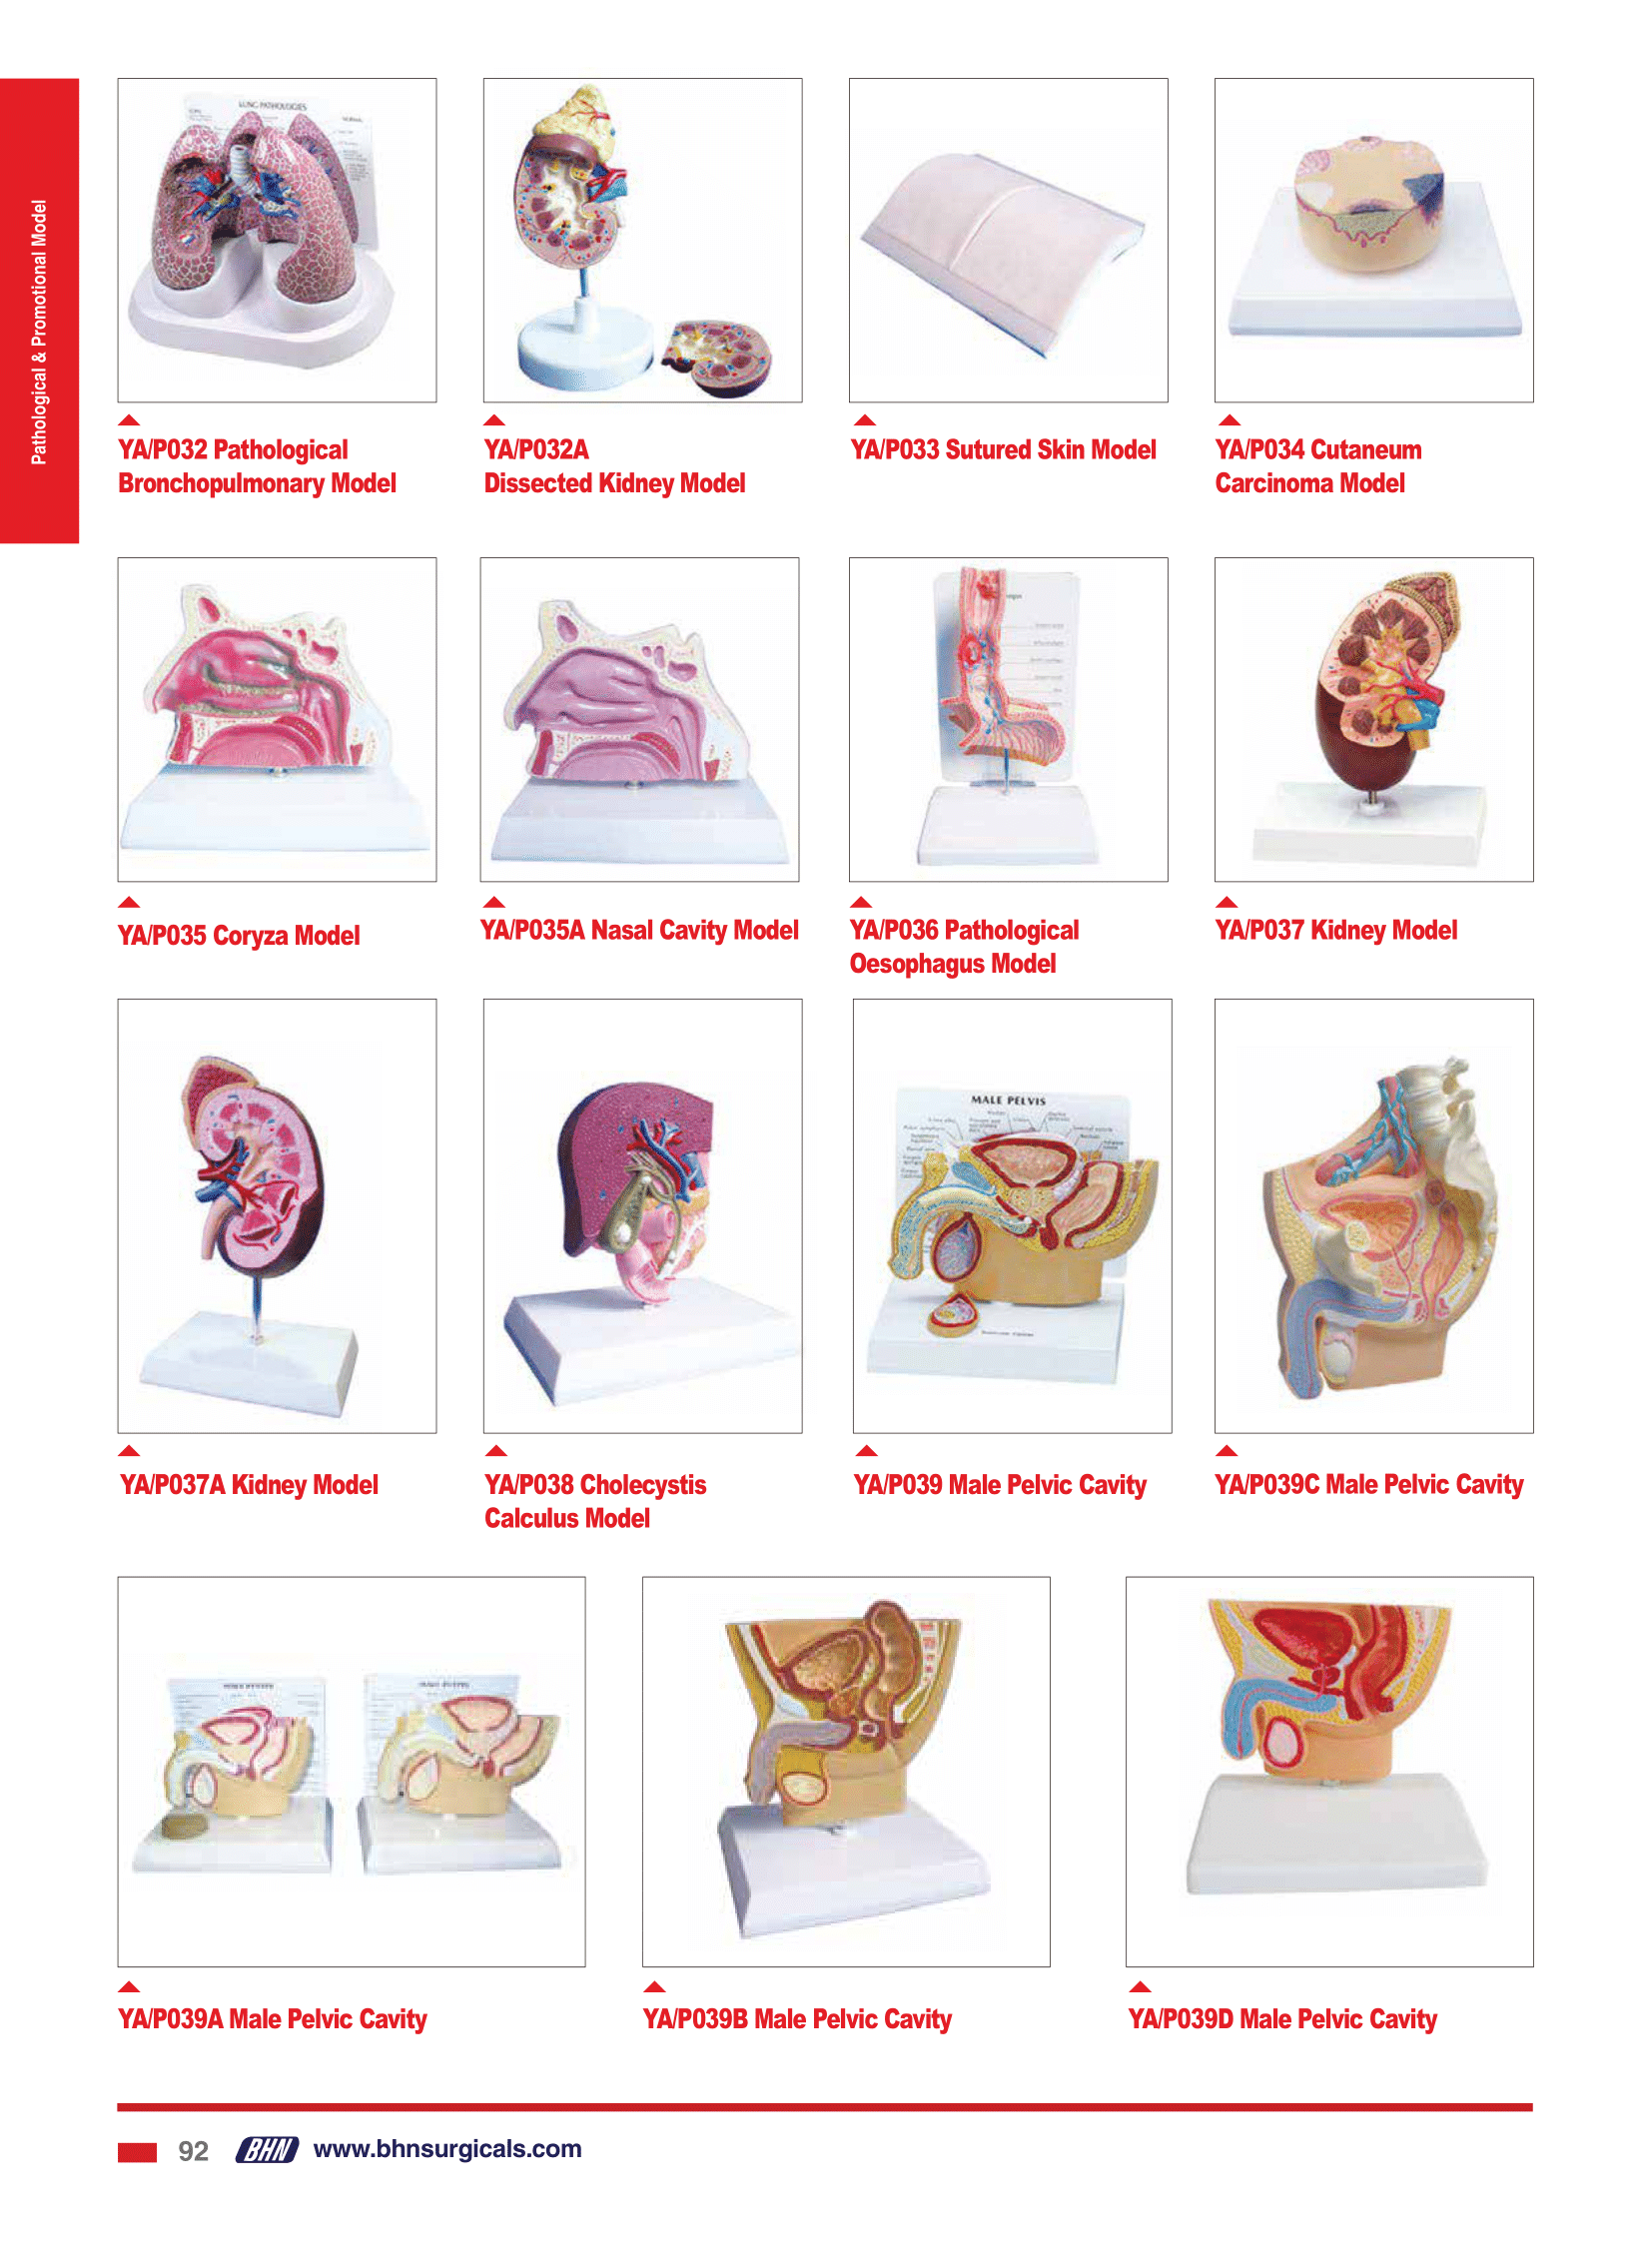 Pathological & Promotional Model
LUNG PATHOLOGIES
NORMAL
YA/P032 Pathological
Bronchopulmonary Model
YA/P032A
Dissected Kidney Model
YA/P033 Sutured Skin Model
YA/P034 Cutaneum
Carcinoma Model
YA/P035 Coryza Model
YA/P035A Nasal Cavity Model
YA/P036 Pathological
Oesophagus Model
YA/P037 Kidney Model
MALE PELVIS
YA/P037A Kidney Model
YA/P038 Cholecystis
Calculus Model
YA/P039 Male Pelvic Cavity
YA/P039C Male Pelvic Cavity
MALE PELVIS
YA/P039A Male Pelvic Cavity
YA/P039B Male Pelvic Cavity
YA/P039D Male Pelvic Cavity
92
BHN
www.bhnsurgicals.com